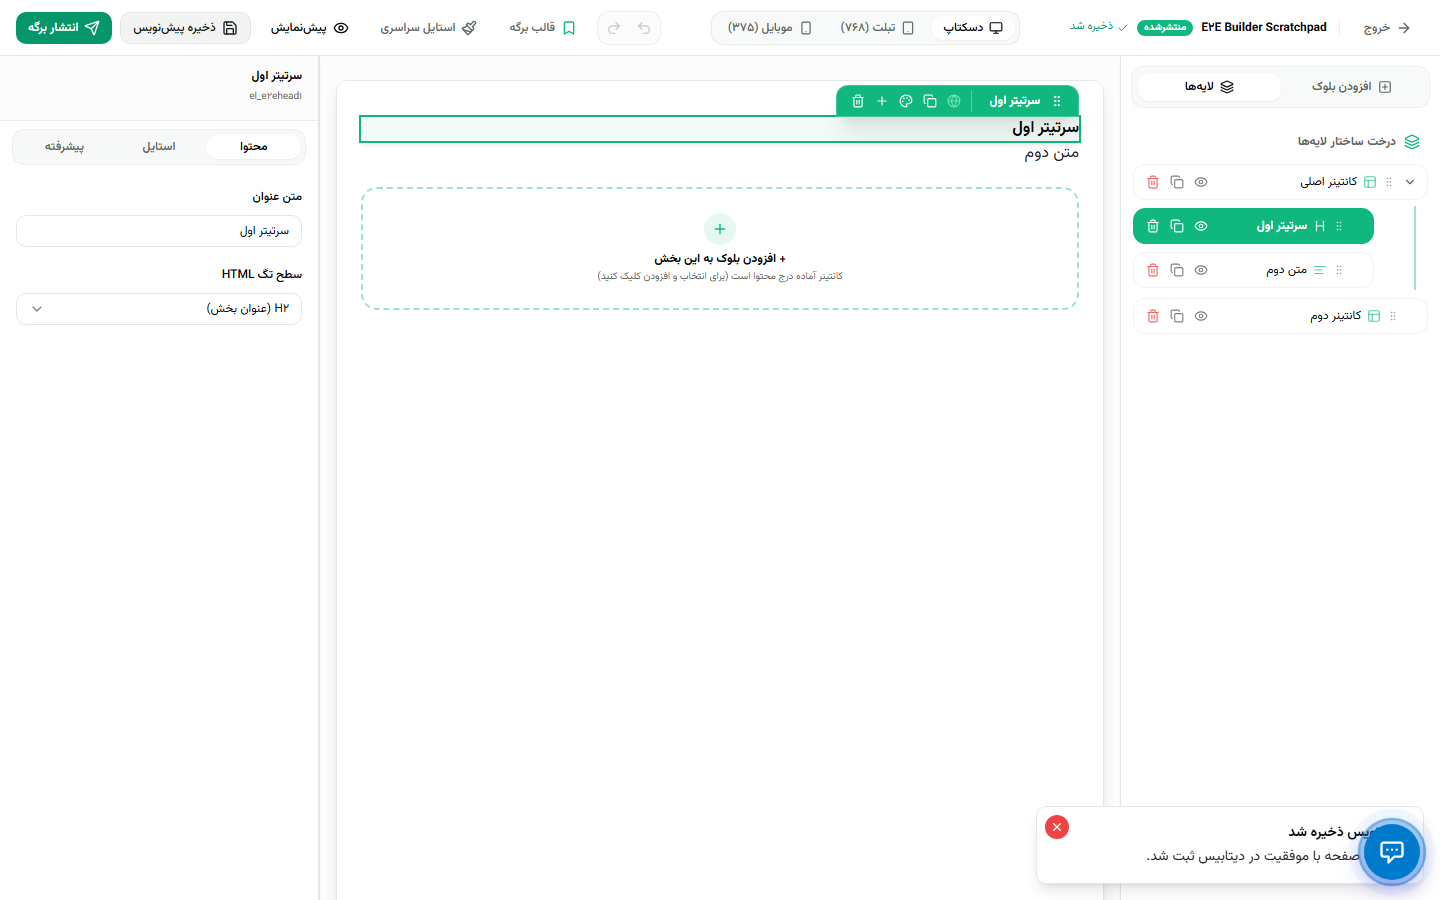 خروج
E۲E Builder Scratchpad
منتشرشده
ذخیره شد
دسکتاپ
تبلت (۷۶۸)
موبایل (۳۷۵)
قالب برگه
استایل سراسری
پیش‌نمایش
ذخیره پیش‌نویس
انتشار برگه
افزودن بلوک
لایه‌ها
درخت ساختار لایه‌ها
کانتینر اصلی
سرتیتر اول
متن دوم
کانتینر دوم
سرتیتر اول
سرتیتر اول
متن دوم
+ افزودن بلوک به این بخش
کانتینر آماده درج محتوا است (برای انتخاب و افزودن کلیک کنید)
سرتیتر اول
el_e۲ehead۱
محتوا
استایل
پیشرفته
متن عنوان
سرتیتر اول
سطح تگ HTML
H۲ (عنوان بخش)
ذخیره شد
صفحه با موفقیت در دیتابیس ثبت شد.